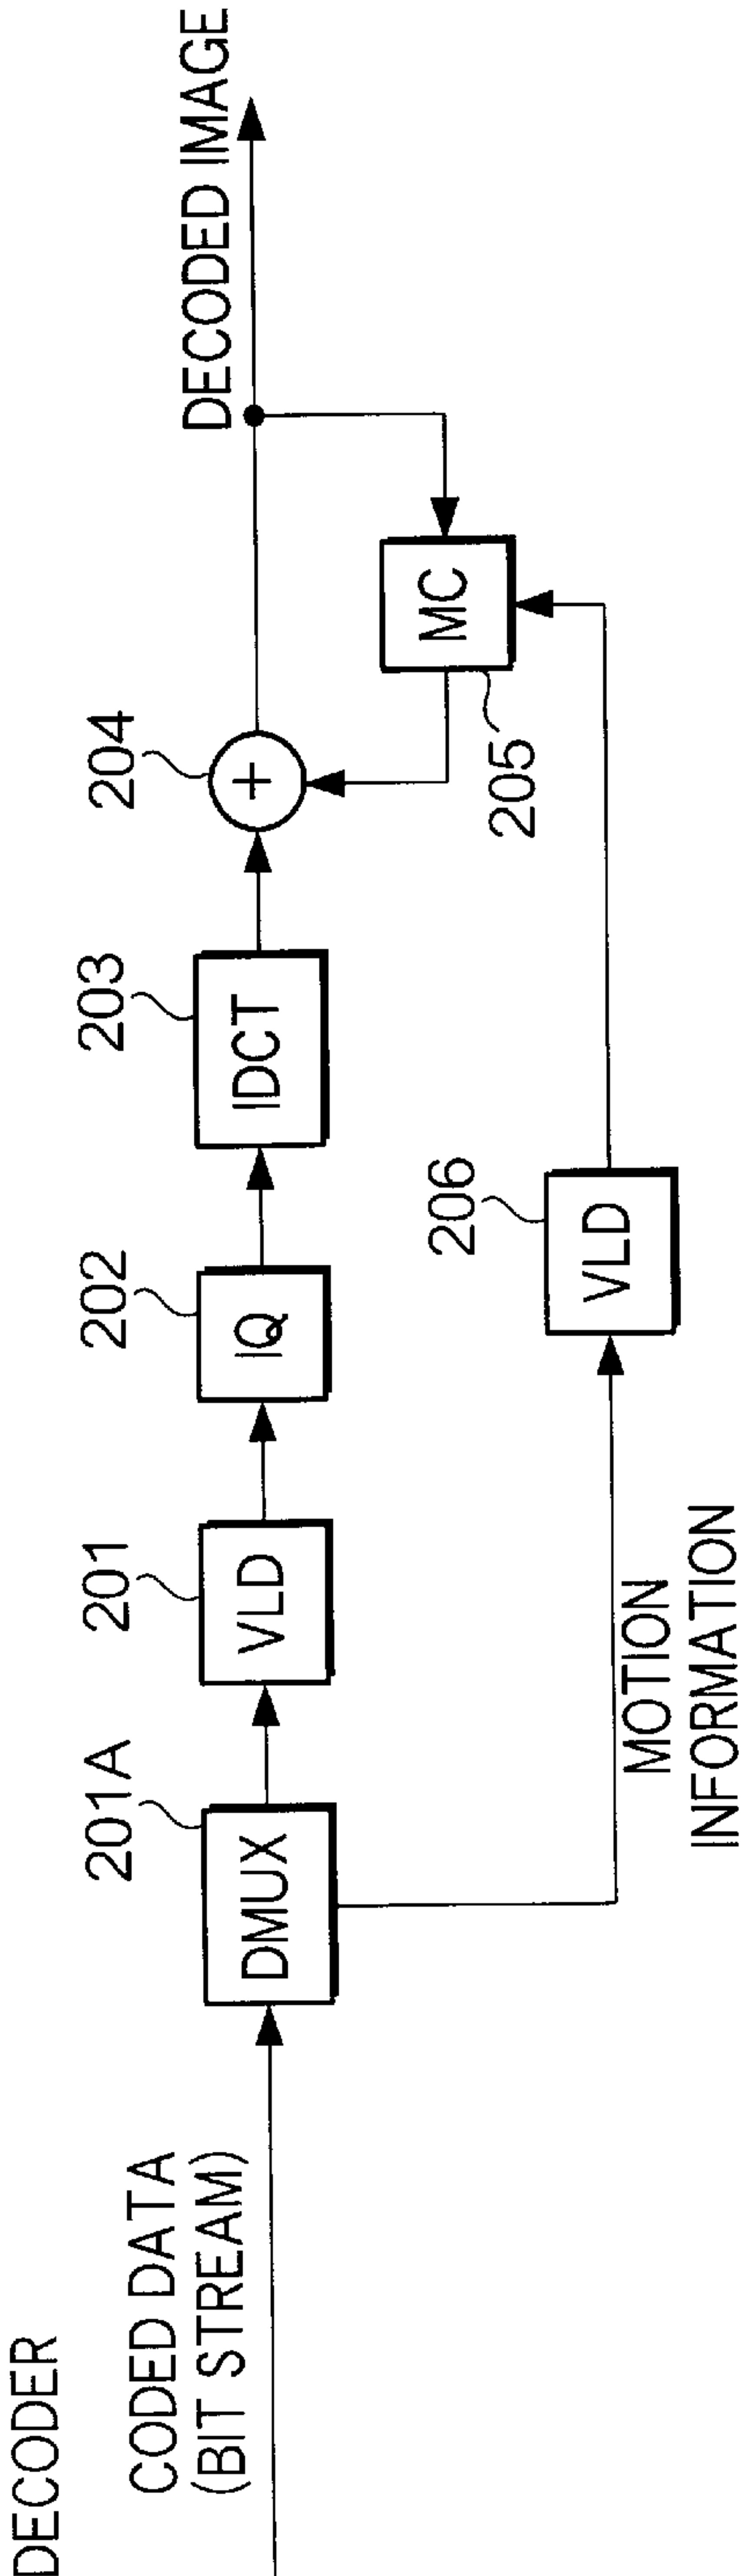 DECODER
CODED DATA
(BIT STREAM)
201A
DMUX
201
VLD
202
IQ
203
IDCT
204
+
DECODED IMAGE
MC
205
206
VLD
MOTION
INFORMATION